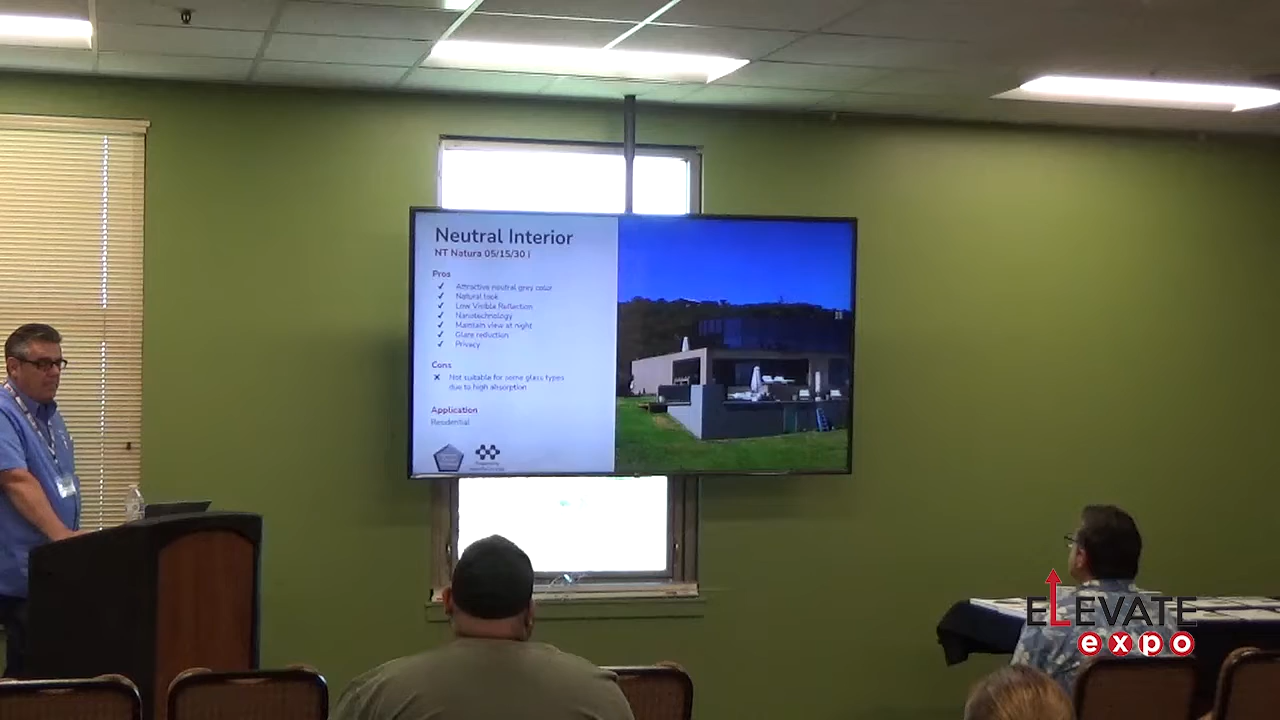 Neutral Interior
NT Natura 05/15/30 |
Pros
✓ Attractive neutral grey color
✓ Natural look
✓ Low Visible Reflection
✓ Nanotechnology
✓ Maintain view at night
✓ Glare reduction
✓ Privacy
Cons
✕ Not suitable for some glass types
due to high absorption
Application
Residential
ELEVATE
expo